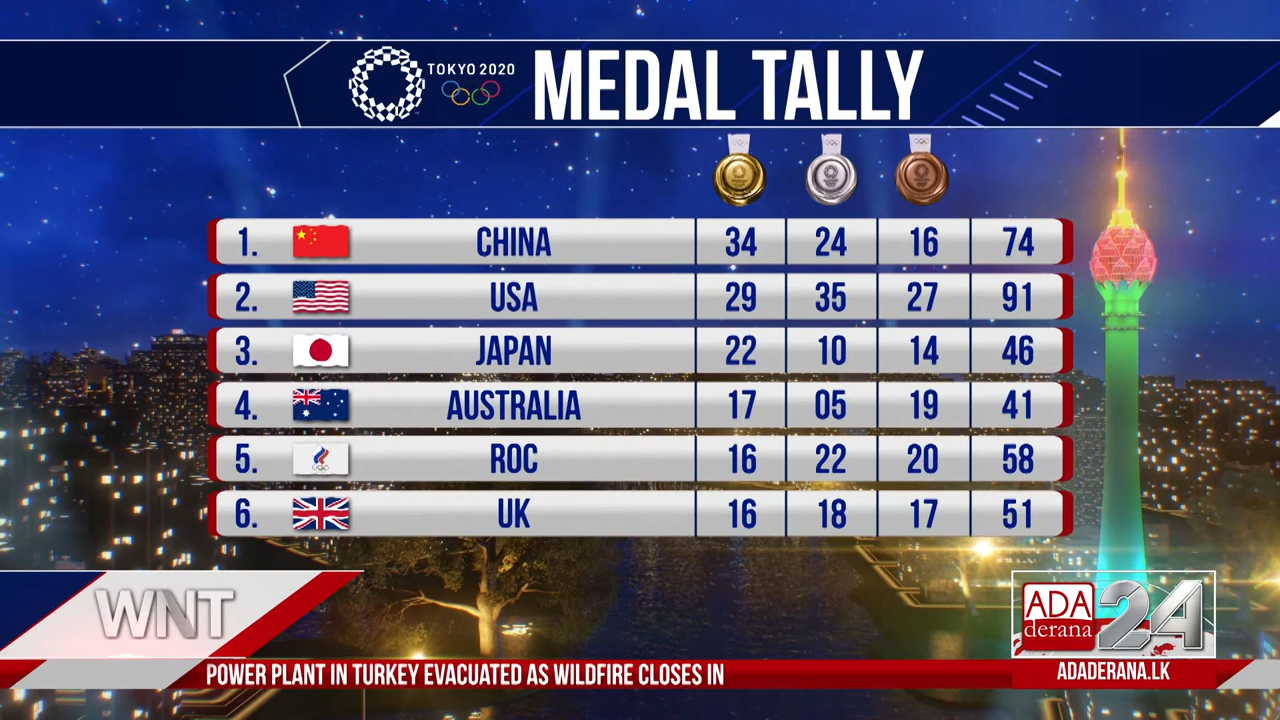 TOKYO 2020
MEDAL TALLY
1. CHINA 34 24 16 74
2. USA 29 35 27 91
3. JAPAN 22 10 14 46
4. AUSTRALIA 17 05 19 41
5. ROC 16 22 20 58
6. UK 16 18 17 51
WNT
ADA
derana
24
POWER PLANT IN TURKEY EVACUATED AS WILDFIRE CLOSES IN
ADADERANA.LK